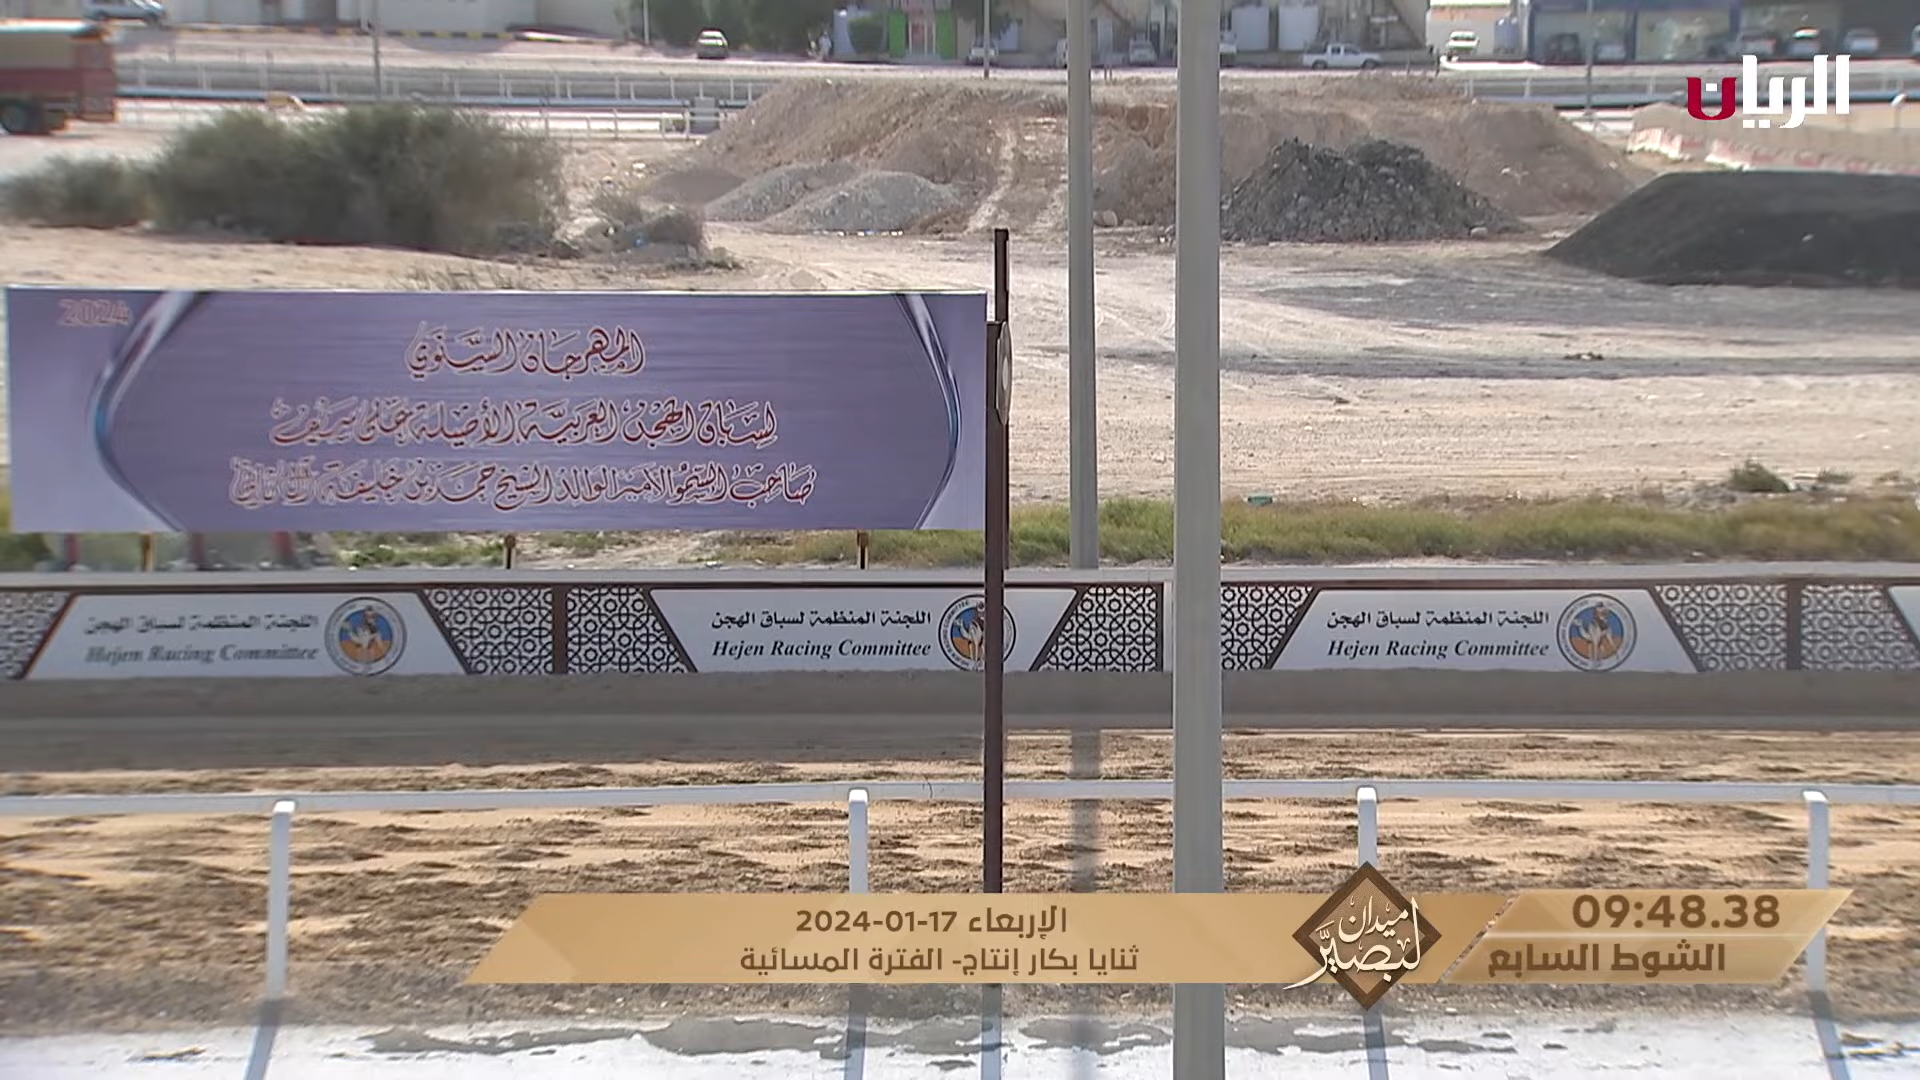 الريان
2024
المهرجان السنوي
لسباق الهجن العربية الأصيلة على سيف
صاحب السمو الأمير الوالد الشيخ حمد بن خليفة آل ثاني
اللجنة المنظمة لسباق الهجن
Hejen Racing Committee
اللجنة المنظمة لسباق الهجن
Hejen Racing Committee
اللجنة المنظمة لسباق الهجن
Hejen Racing Committee
09:48.38
الشوط السابع
ميدان
لبصير
الإربعاء 17-01-2024
ثنايا بكار إنتاج- الفترة المسائية